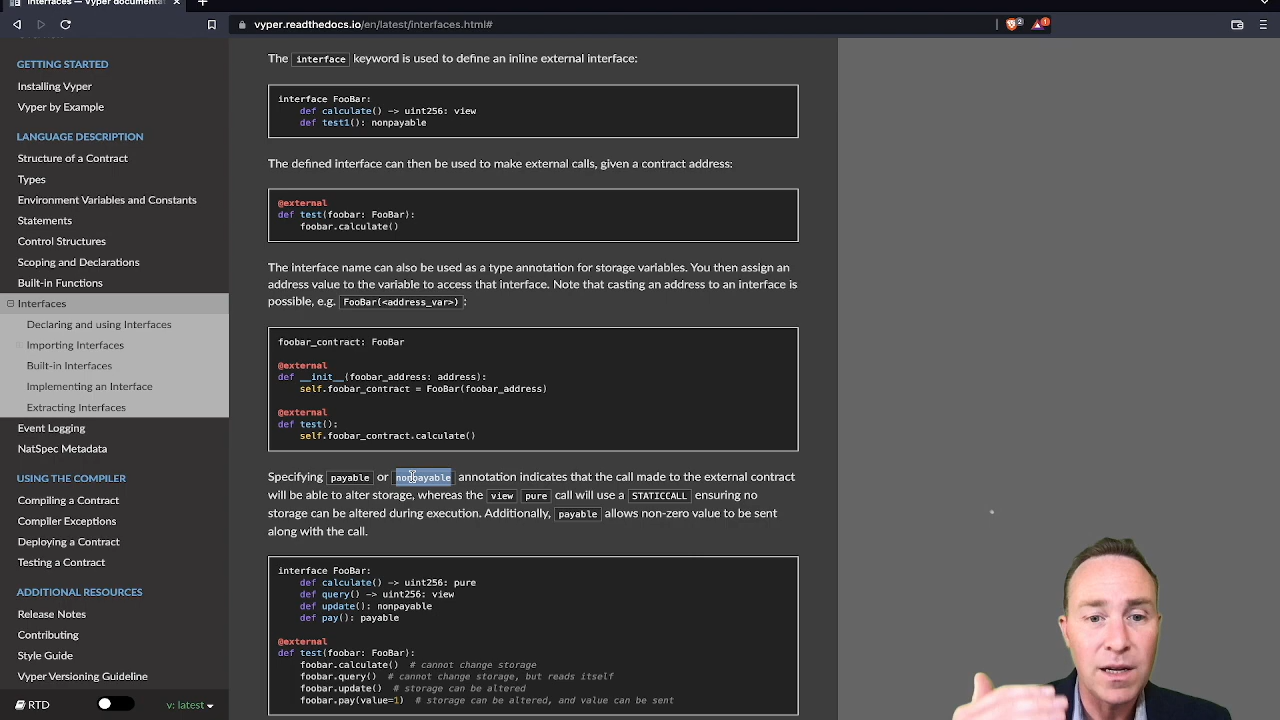 Interfaces — Vyper documentat
vyper.readthedocs.io/en/latest/interfaces.html#
2
1
GETTING STARTED
Installing Vyper
Vyper by Example
LANGUAGE DESCRIPTION
Structure of a Contract
Types
Environment Variables and Constants
Statements
Control Structures
Scoping and Declarations
Built-in Functions
Interfaces
Declaring and using Interfaces
Importing Interfaces
Built-in Interfaces
Implementing an Interface
Extracting Interfaces
Event Logging
NatSpec Metadata
USING THE COMPILER
Compiling a Contract
Compiler Exceptions
Deploying a Contract
Testing a Contract
ADDITIONAL RESOURCES
Release Notes
Contributing
Style Guide
Vyper Versioning Guideline
RTD
v: latest
The interface keyword is used to define an inline external interface:
interface FooBar:
def calculate() -> uint256: view
def test1(): nonpayable
The defined interface can then be used to make external calls, given a contract address:
@external
def test(foobar: FooBar):
foobar.calculate()
The interface name can also be used as a type annotation for storage variables. You then assign an
address value to the variable to access that interface. Note that casting an address to an interface is
possible, e.g. FooBar(<address_var>) :
foobar_contract: FooBar
@external
def __init__(foobar_address: address):
self.foobar_contract = FooBar(foobar_address)
@external
def test():
self.foobar_contract.calculate()
Specifying payable or nonpayable annotation indicates that the call made to the external contract
will be able to alter storage, whereas the view pure call will use a STATICCALL ensuring no
storage can be altered during execution. Additionally, payable allows non-zero value to be sent
along with the call.
interface FooBar:
def calculate() -> uint256: pure
def query() -> uint256: view
def update(): nonpayable
def pay(): payable
@external
def test(foobar: FooBar):
foobar.calculate() # cannot change storage
foobar.query() # cannot change storage, but reads itself
foobar.update() # storage can be altered
foobar.pay(value=1) # storage can be altered, and value can be sent